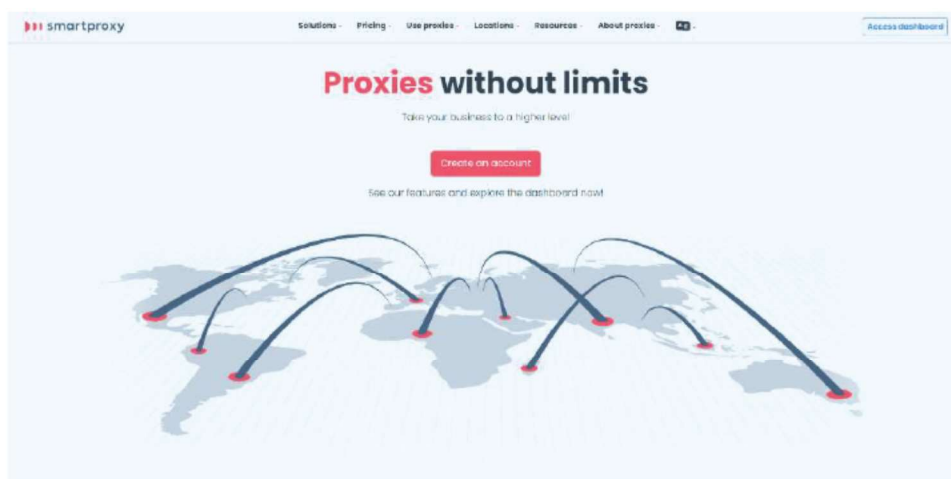 smartproxy
Solutions Pricing Use proxies Locations Resources About proxies
Access dashboard
Proxies without limits
Take your business to a higher level
Create an account
See our features and explore the dashboard now!